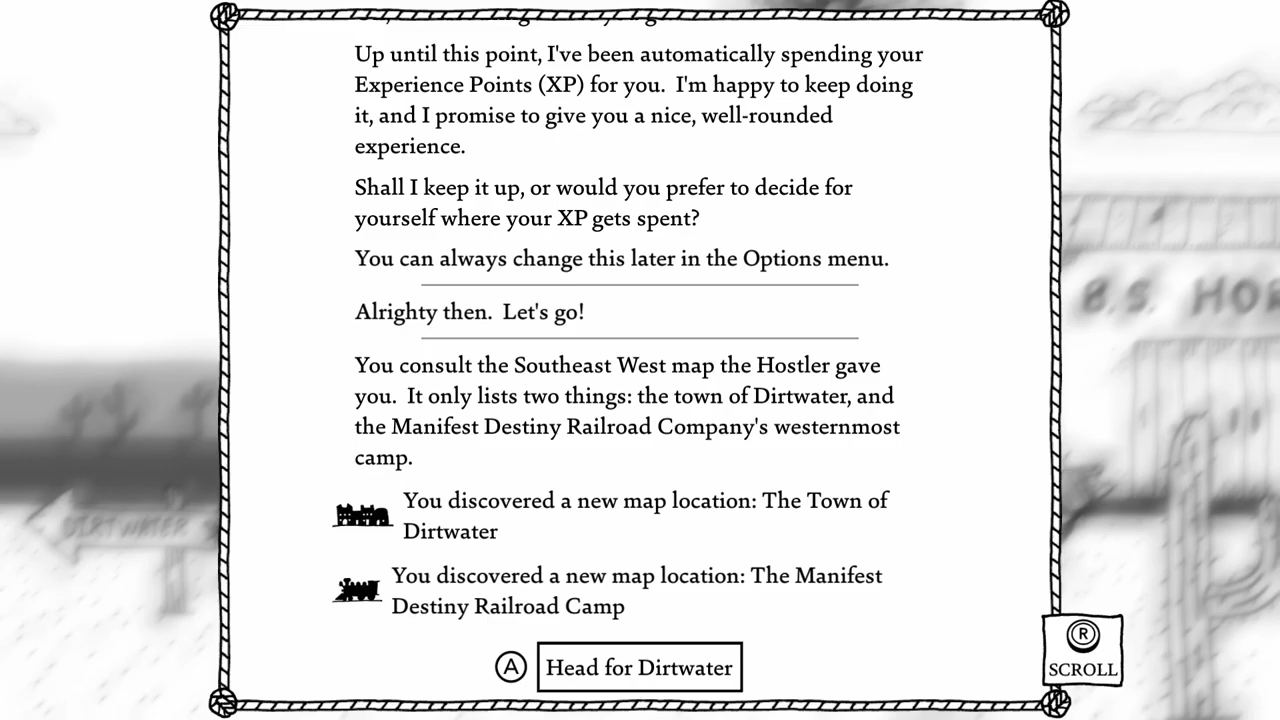 Up until this point, I've been automatically spending your
Experience Points (XP) for you.  I'm happy to keep doing
it, and I promise to give you a nice, well-rounded
experience.
Shall I keep it up, or would you prefer to decide for
yourself where your XP gets spent?
You can always change this later in the Options menu.
Alrighty then.  Let's go!
You consult the Southeast West map the Hostler gave
you.  It only lists two things: the town of Dirtwater, and
the Manifest Destiny Railroad Company's westernmost
camp.
You discovered a new map location: The Town of
Dirtwater
You discovered a new map location: The Manifest
Destiny Railroad Camp
A Head for Dirtwater
R
SCROLL
DIRTWATER
B.S.